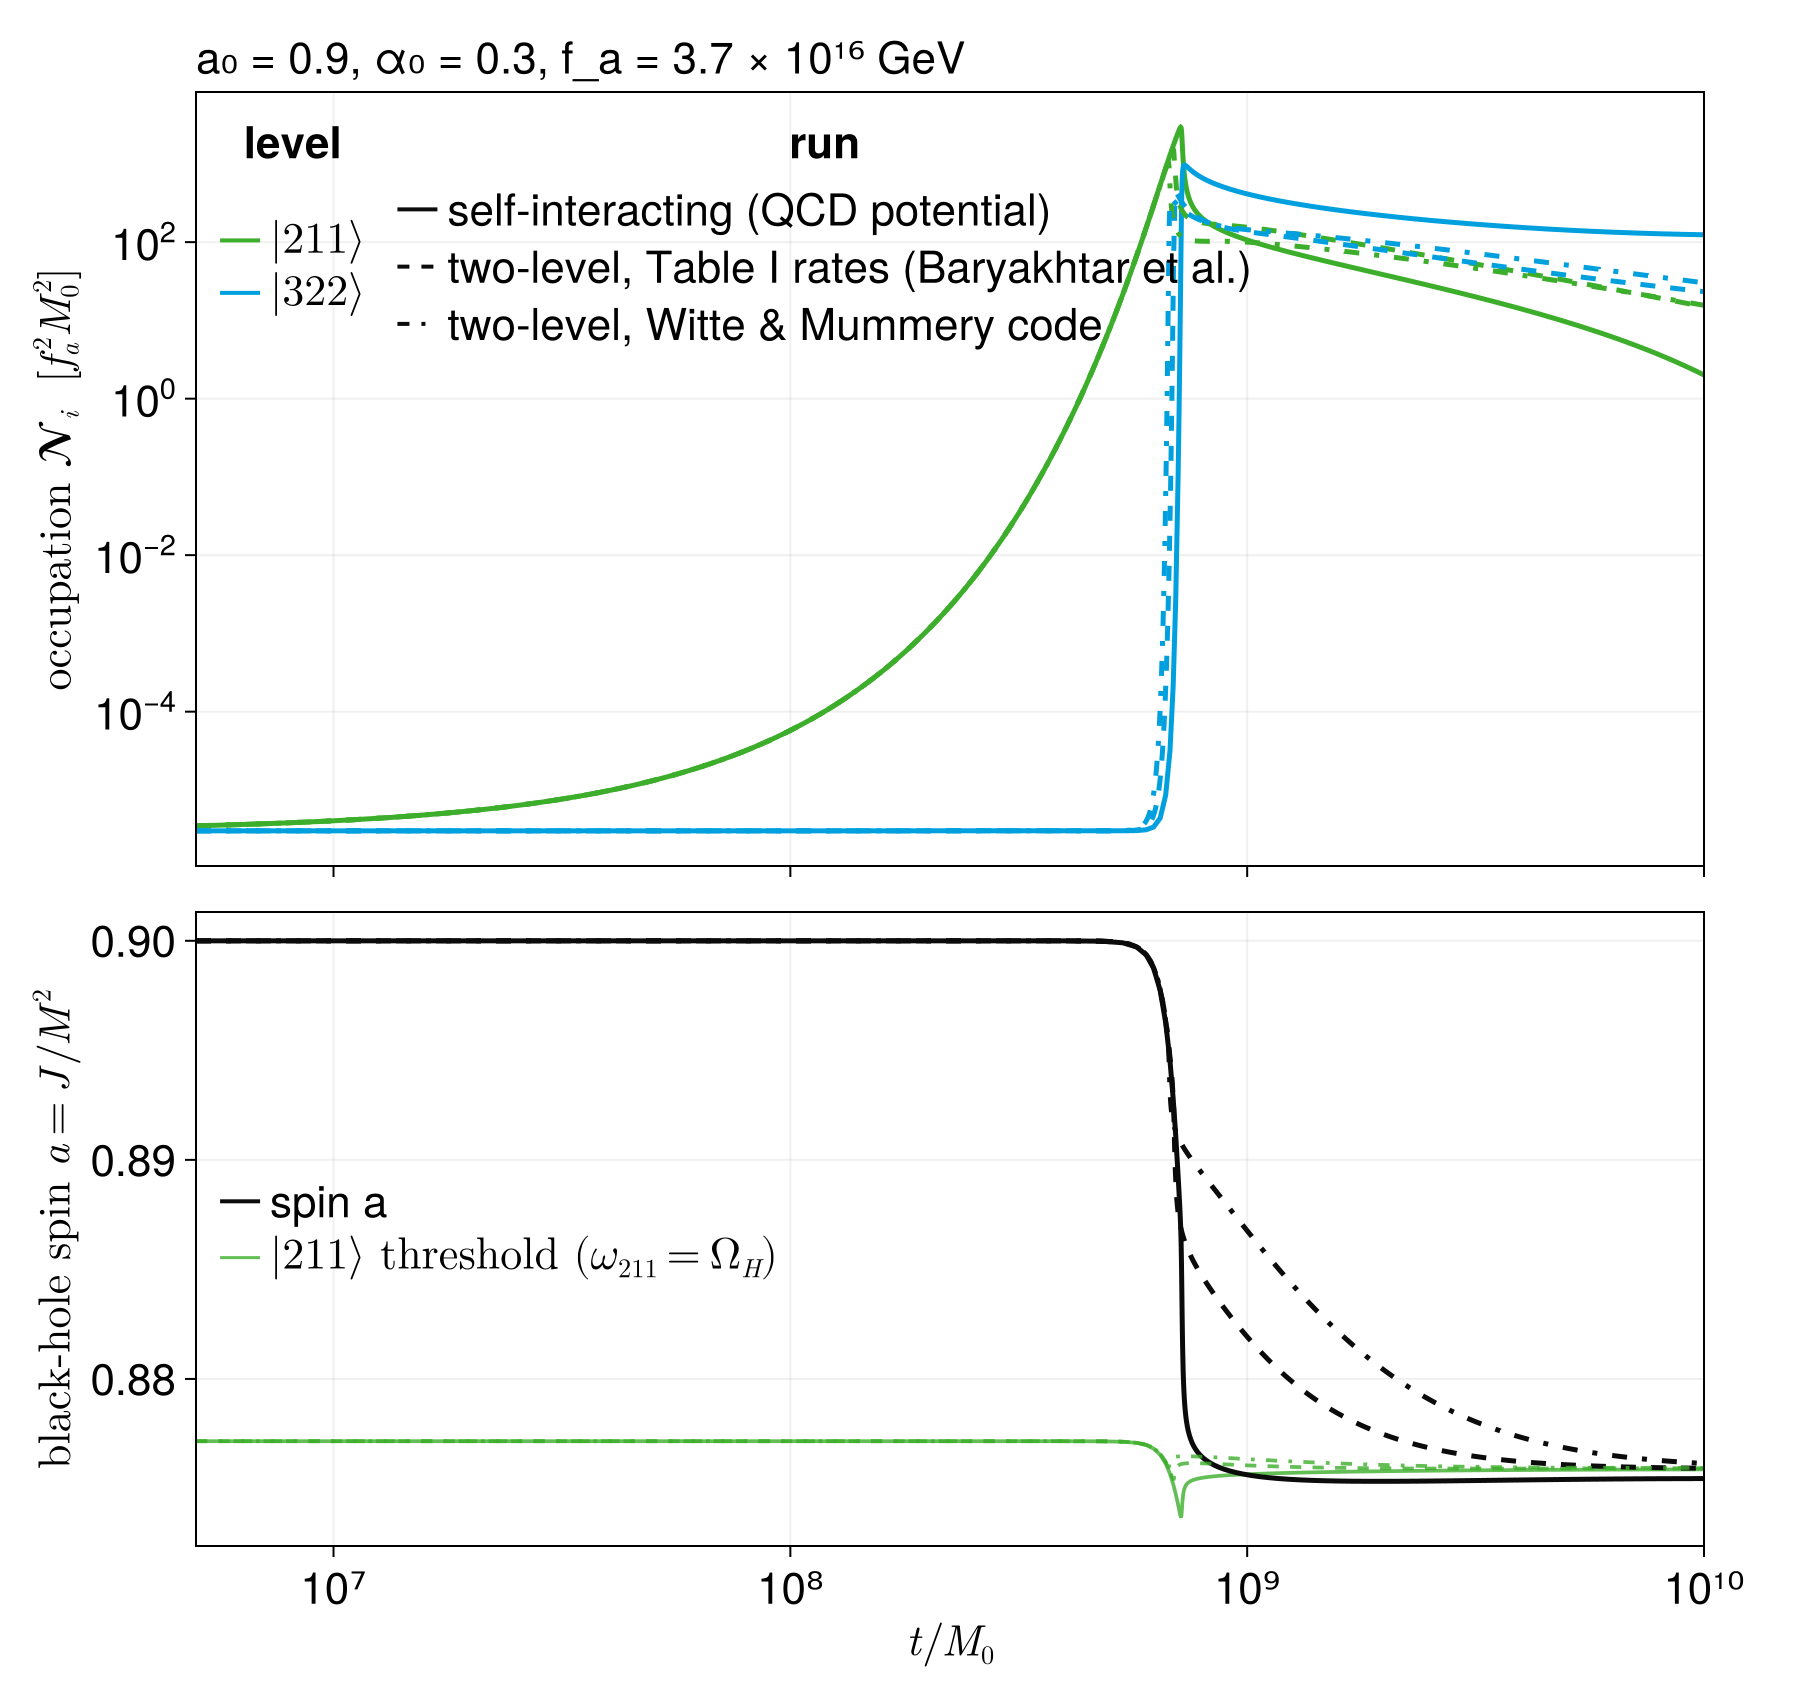 a₀ = 0.9, α₀ = 0.3, f_a = 3.7 × 10¹⁶ GeV
level
|211⟩
|322⟩
run
self-interacting (QCD potential)
two-level, Table I rates (Baryakhtar et al.)
two-level, Witte & Mummery code
occupation 𝒩ᵢ [f_a²M₀²]
10²
10⁰
10⁻²
10⁻⁴
black-hole spin a = J/M²
0.90
0.89
0.88
spin a
|211⟩ threshold (ω₂₁₁ = Ω_H)
10⁷
10⁸
10⁹
10¹⁰
t/M₀